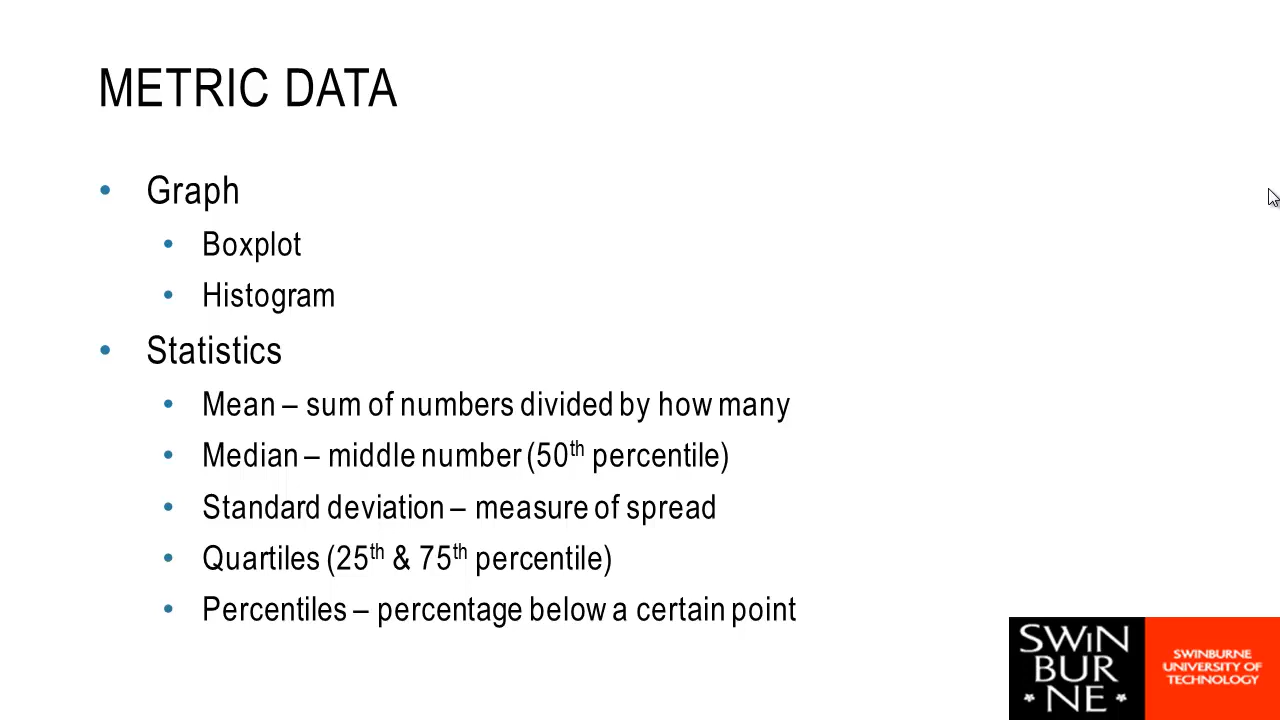 METRIC DATA
• Graph
• Boxplot
• Histogram
• Statistics
• Mean – sum of numbers divided by how many
• Median – middle number (50th percentile)
• Standard deviation – measure of spread
• Quartiles (25th & 75th percentile)
• Percentiles – percentage below a certain point
SWIN
BUR
* NE *
SWINBURNE
UNIVERSITY OF
TECHNOLOGY